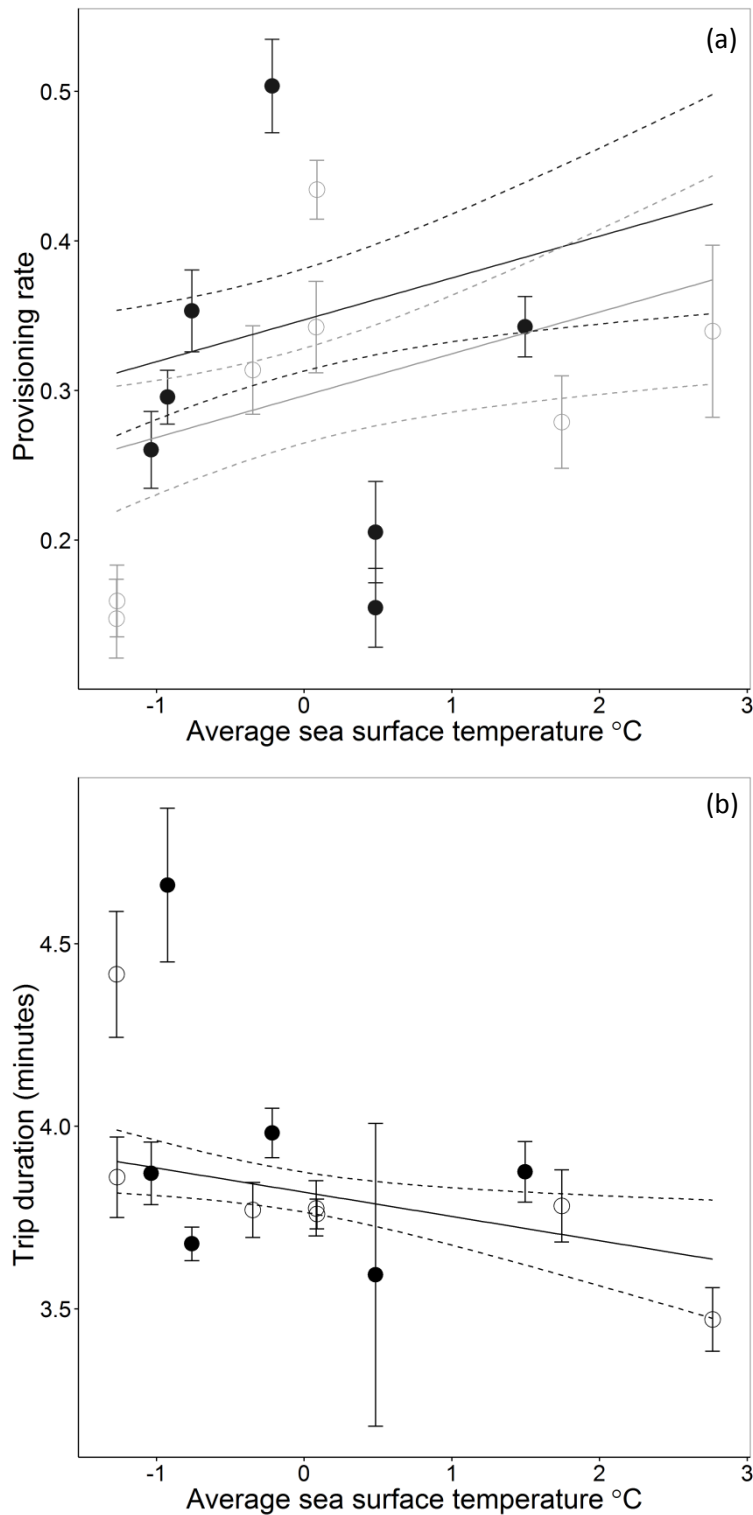 (a)
0.5
0.4
0.3
0.2
Provisioning rate
-1 0 1 2 3
Average sea surface temperature °C
(b)
4.5
4.0
3.5
Trip duration (minutes)
-1 0 1 2 3
Average sea surface temperature °C